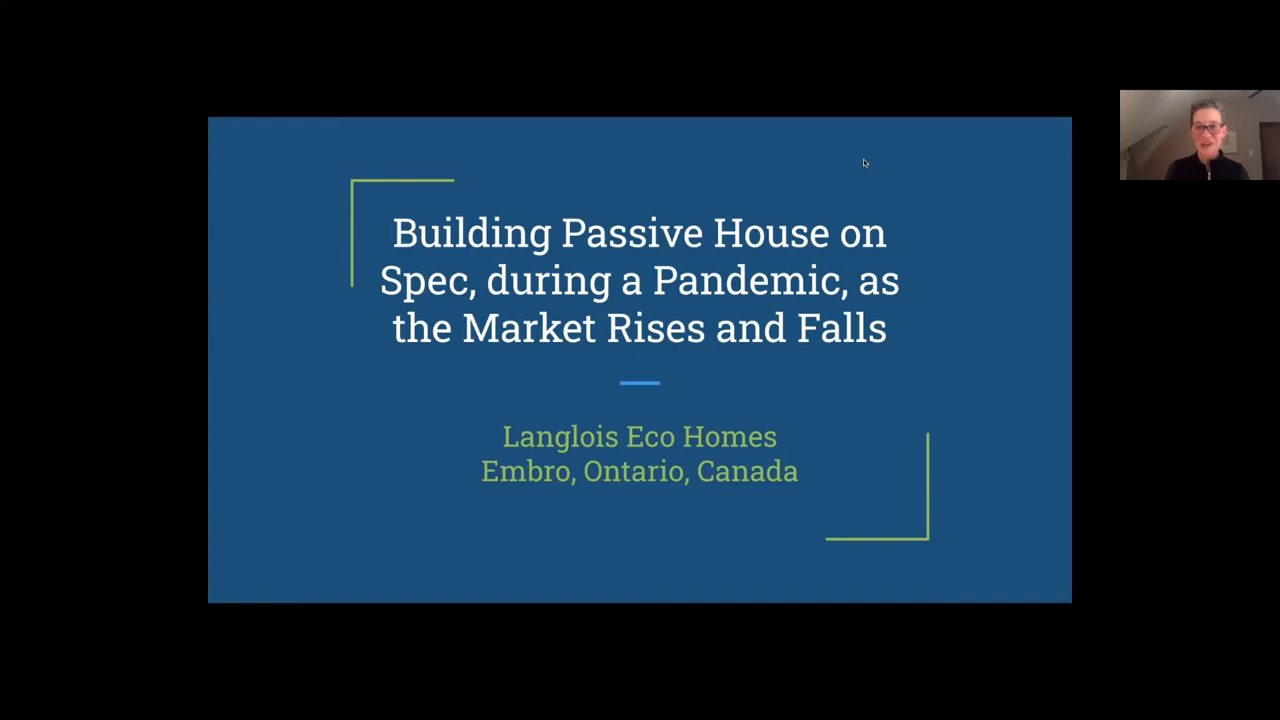 Building Passive House on
Spec, during a Pandemic, as
the Market Rises and Falls
Langlois Eco Homes
Embro, Ontario, Canada